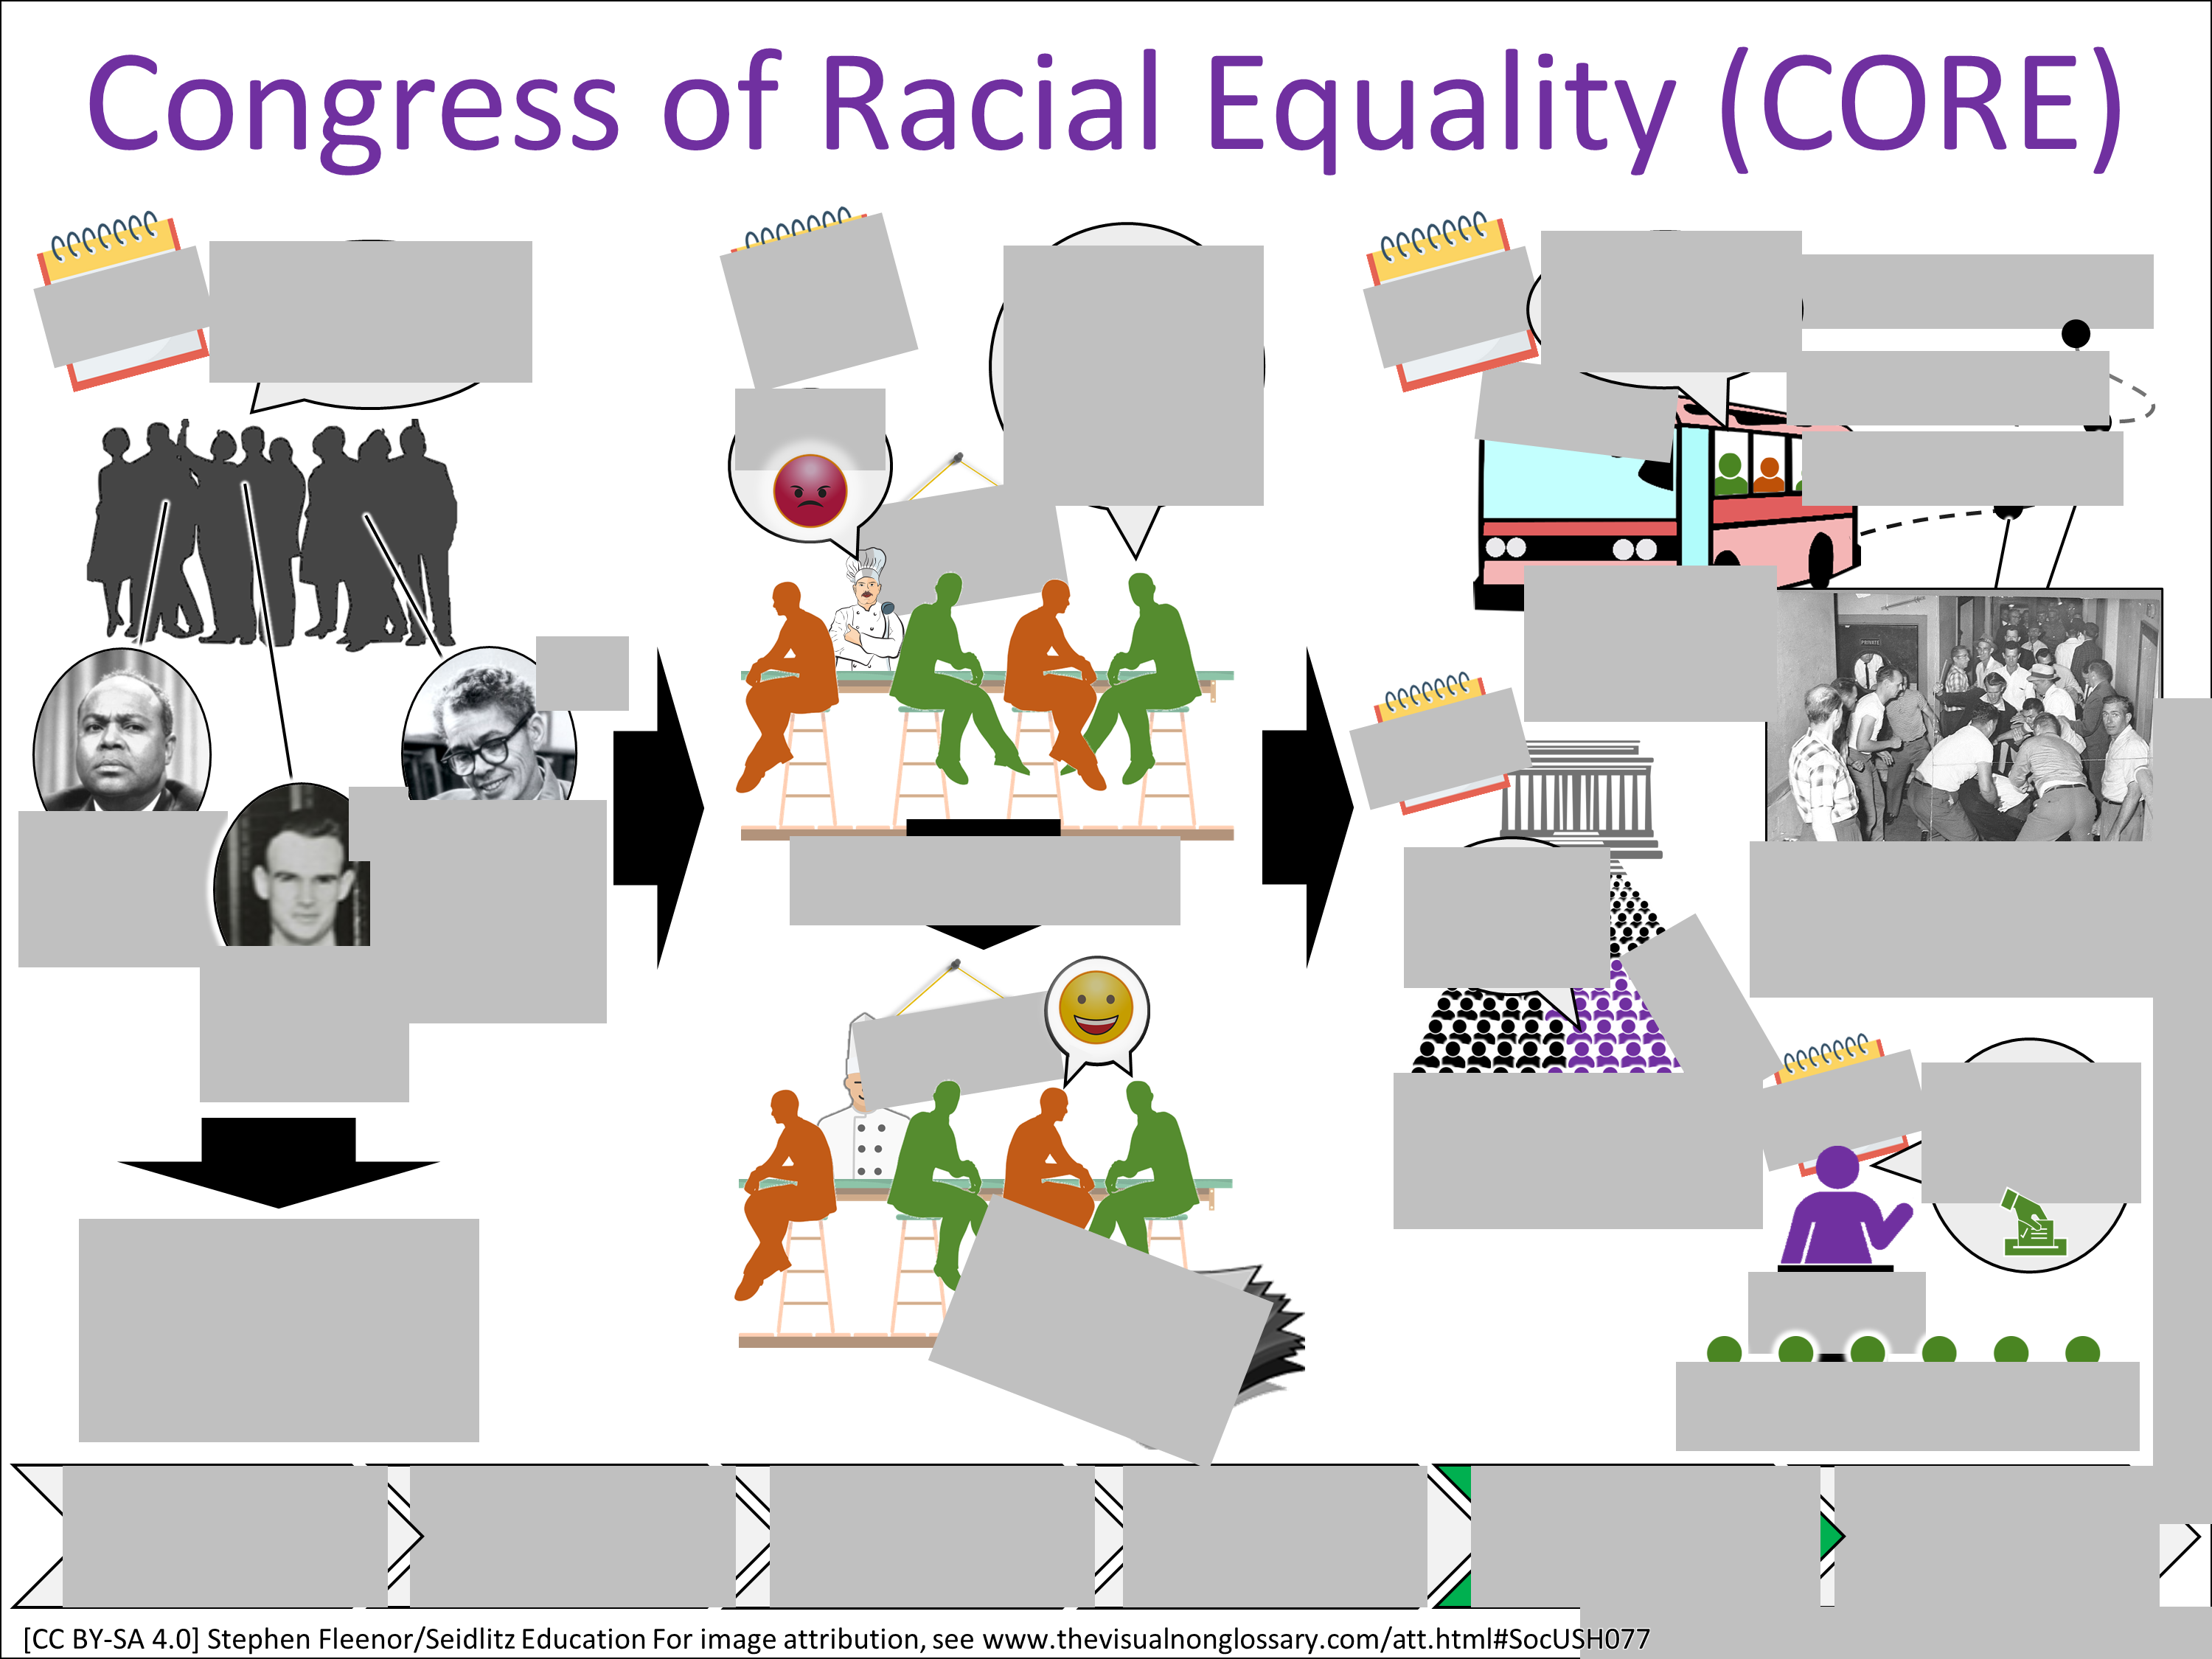 Congress of Racial Equality (CORE)
PRIVATE
[CC BY-SA 4.0] Stephen Fleenor/Seidlitz Education For image attribution, see www.thevisualnonglossary.com/att.html#SocUSH077